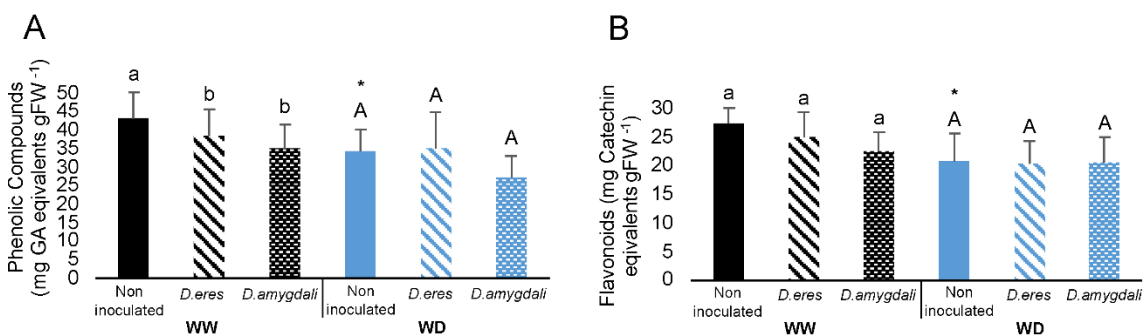 A
Phenolic Compounds
(mg GA eqivalents gFW ⁻¹)
50
45
40
35
30
25
20
15
10
5
0
a
b
b
*
A
A
A
Non
inoculated
D.eres
D.amygdali
Non
inoculated
D.eres
D.amygdali
WW
WD
B
Flavonoids (mg Catechin
eqivalents gFW ⁻¹)
30
25
20
15
10
5
0
a
a
a
*
A
A
A
Non
inoculated
D.eres
D.amygdali
Non
inoculated
D.eres
D.amygdali
WW
WD